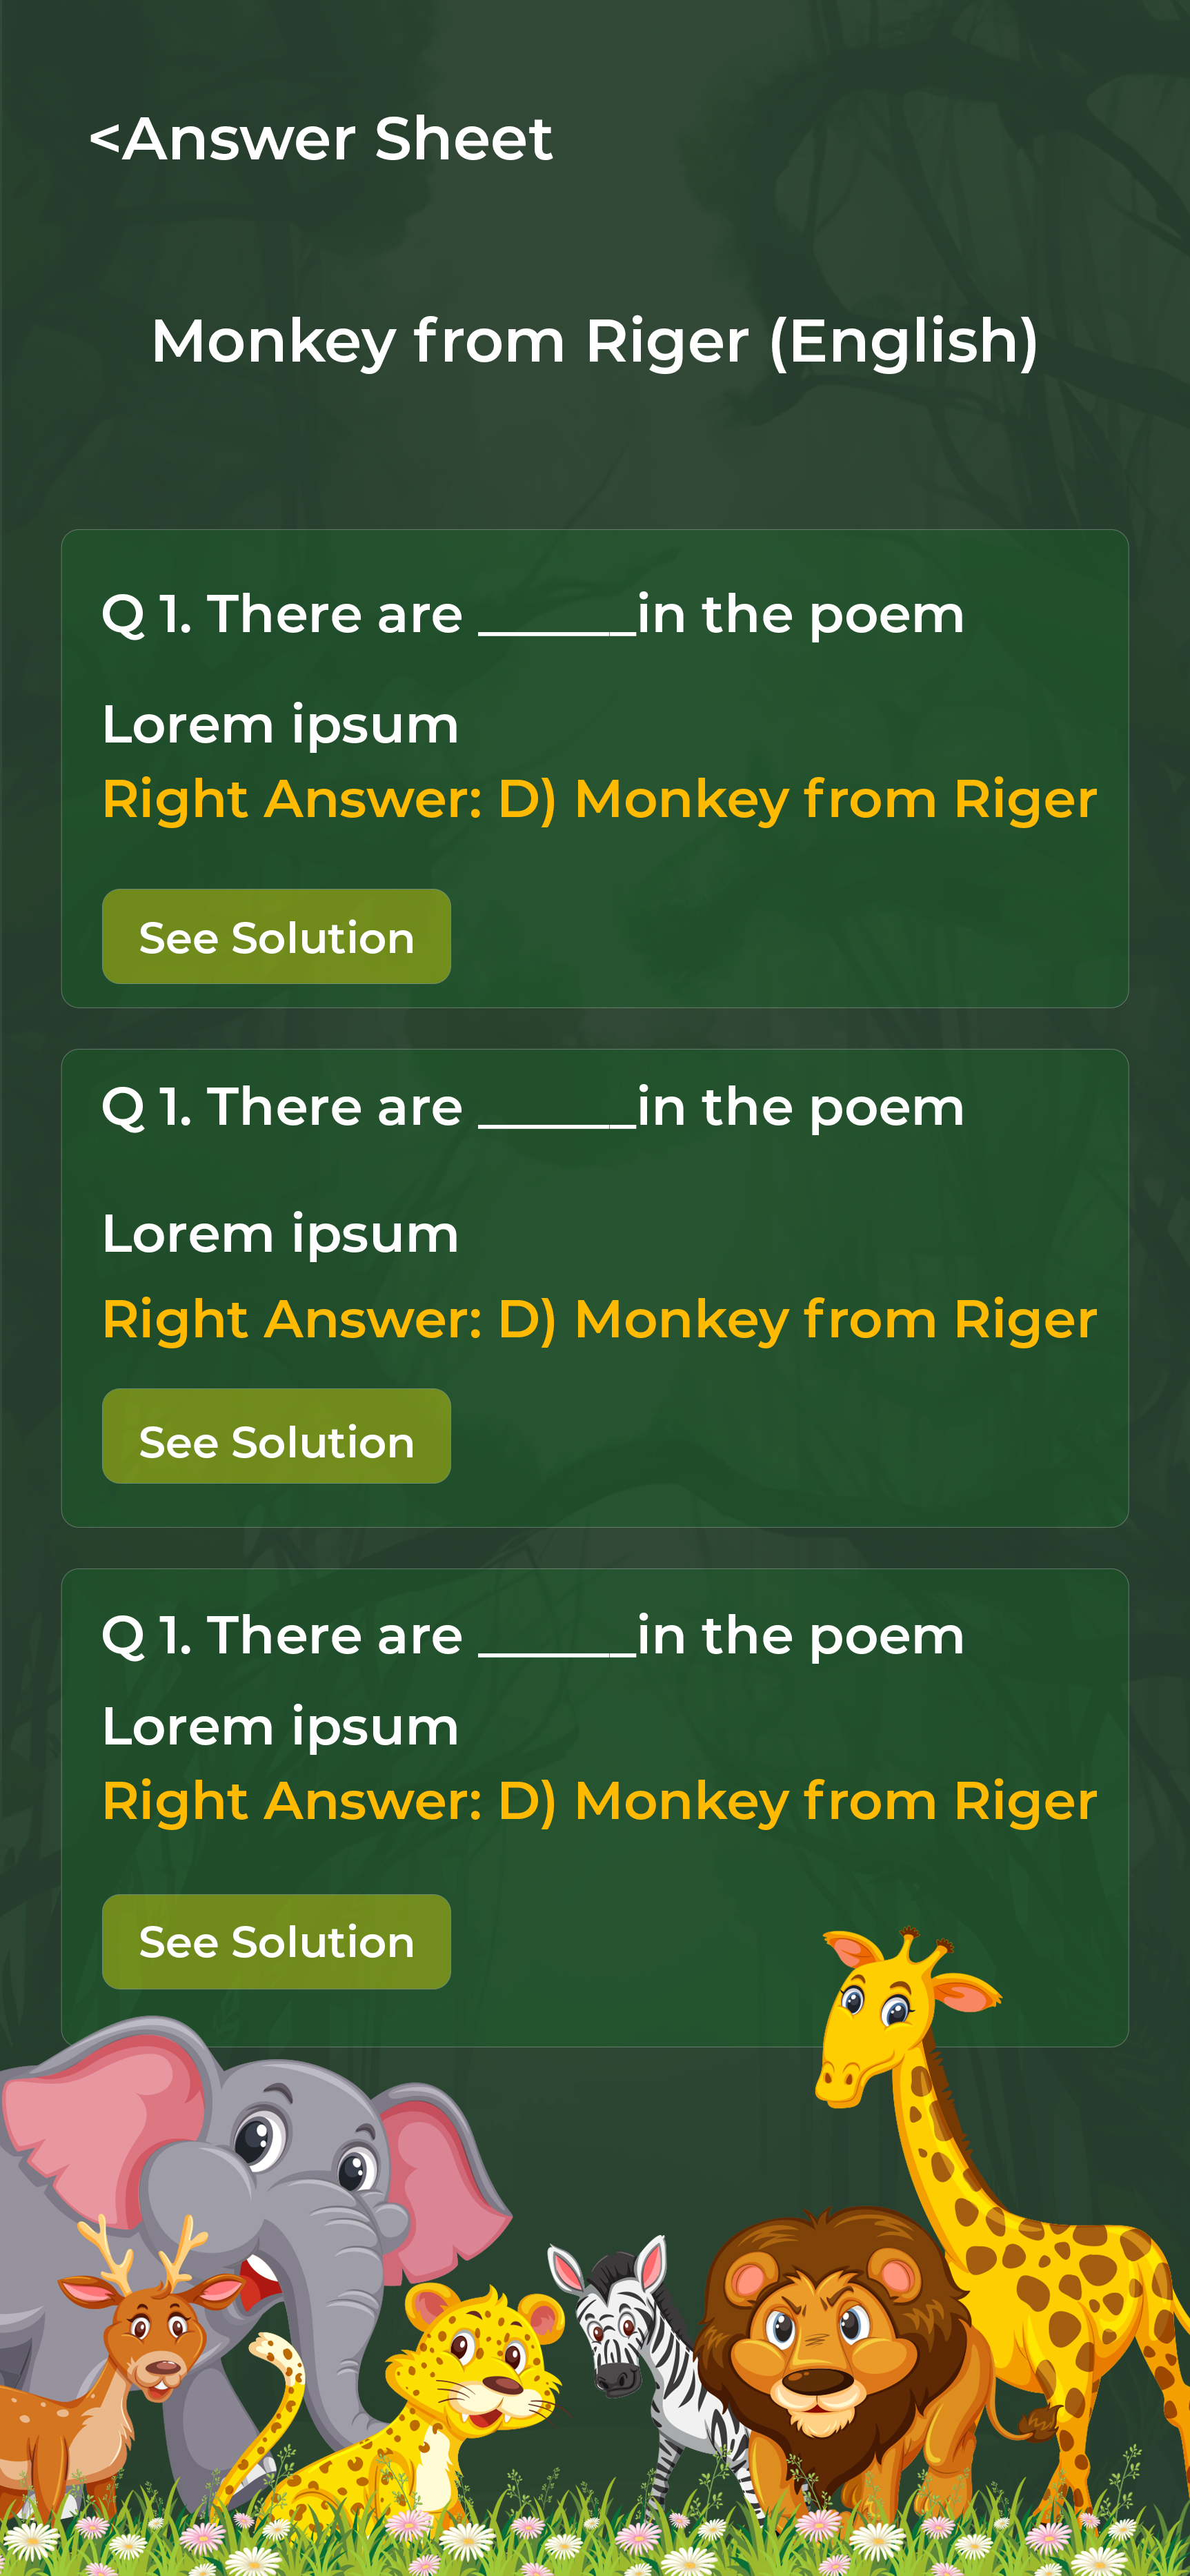 <Answer Sheet
Monkey from Riger (English)
Q 1. There are ______in the poem
Lorem ipsum
Right Answer: D) Monkey from Riger
See Solution
Q 1. There are ______in the poem
Lorem ipsum
Right Answer: D) Monkey from Riger
See Solution
Q 1. There are ______in the poem
Lorem ipsum
Right Answer: D) Monkey from Riger
See Solution